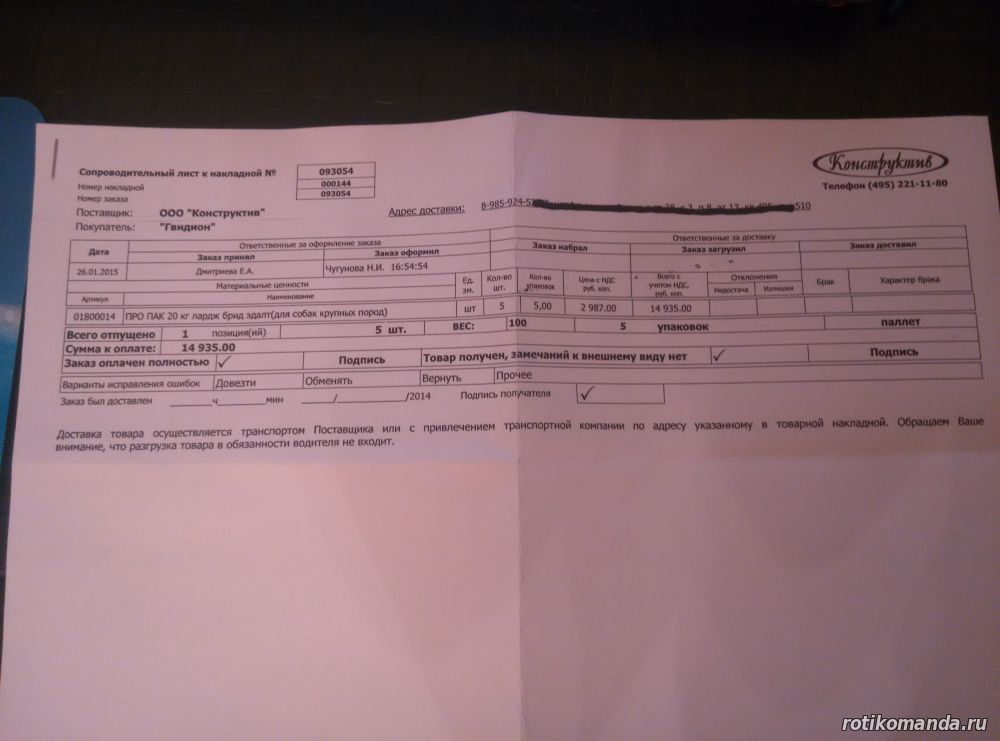 Сопроводительный лист к накладной № 093054
Номер накладной 000144
Номер заказа 093054
Конструктив
Телефон (495) 221-11-80
Поставщик: ООО "Конструктив"
Адрес доставки: 8-985-924- 510
Покупатель: "Гвидион"
Дата Ответственные за оформление заказа Ответственные за доставку
Заказ принял Заказ оформил Заказ набрал Заказ загрузил Заказ доставил
26.01.2015 Дмитриева Е.А. Чугунова Н.И. 16:54:54
Материальные ценности Ед. зм. Кол-во шт. Кол-во упаковок Цена с НДС руб. коп. Всего с учетом НДС, руб. коп. Отклонения Брак Характер брака
Артикул Наименование Недостача Излишки
01800014 ПРО ПАК 20 кг лардж брид эдалт(для собак крупных пород) шт 5 5,00 2 987.00 14 935.00
Всего отпущено 1 позиция(ий) 5 шт. ВЕС: 100 5 упаковок паллет
Сумма к оплате: 14 935.00
Заказ оплачен полностью ✓ Подпись Товар получен, замечаний к внешнему виду нет ✓ Подпись
Варианты исправления ошибок Довезти Обменять Вернуть Прочее
Заказ был доставлен ______ч________мин ______/____________/2014 Подпись получателя ✓
Доставка товара осуществляется транспортом Поставщика или с привлечением транспортной компании по адресу указанному в товарной накладной. Обращаем Ваше
внимание, что разгрузка товара в обязанности водителя не входит.
rotikomanda.ru